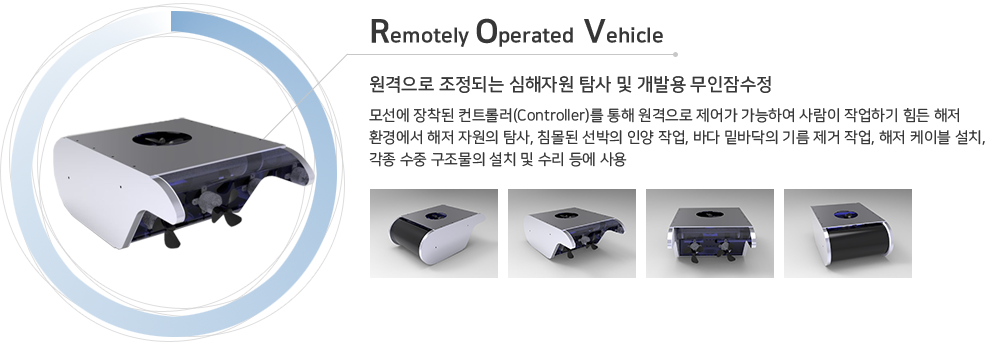 Remotely Operated Vehicle
원격으로 조정되는 심해자원 탐사 및 개발용 무인잠수정
모선에 장착된 컨트롤러(Controller)를 통해 원격으로 제어가 가능하여 사람이 작업하기 힘든 해저
환경에서 해저 자원의 탐사, 침몰된 선박의 인양 작업, 바다 밑바닥의 기름 제거 작업, 해저 케이블 설치,
각종 수중 구조물의 설치 및 수리 등에 사용